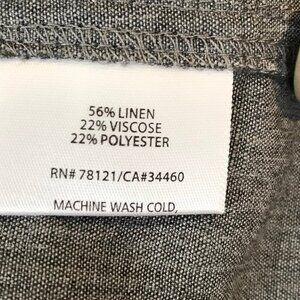 56% LINEN
22% VISCOSE
22% POLYESTER
RN# 78121/CA#34460
MACHINE WASH COLD,